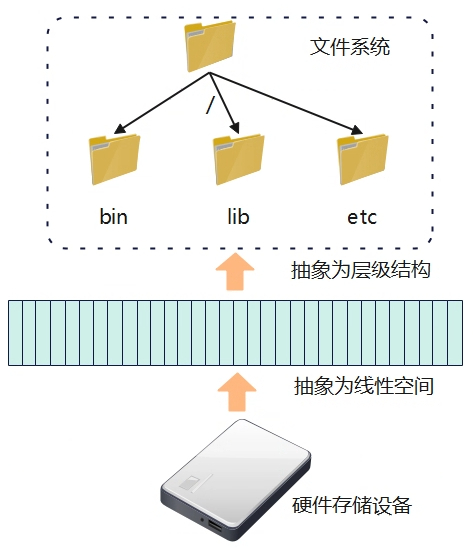 文件系统
/
bin
lib
etc
抽象为层级结构
抽象为线性空间
硬件存储设备